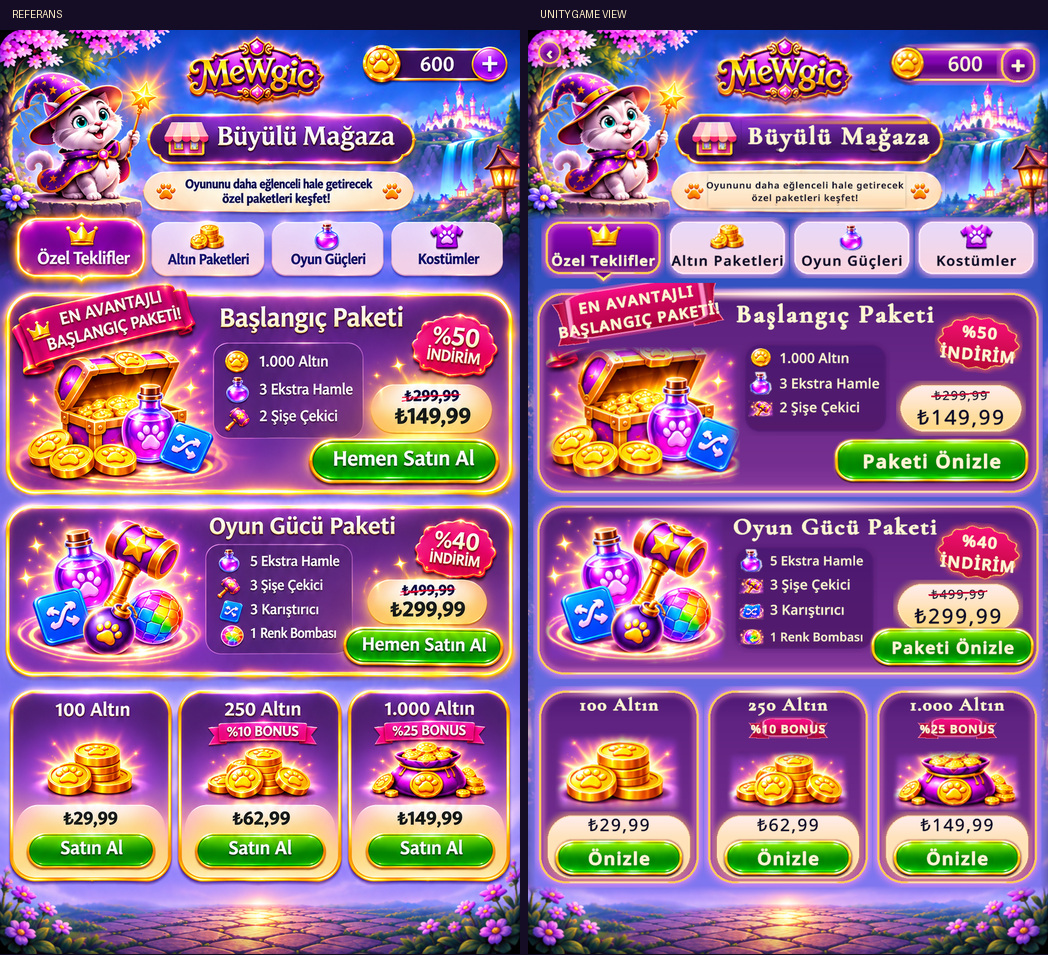 REFERANS
MeWgic
600
Büyülü Mağaza
Oyununu daha eğlenceli hale getirecek
özel paketleri keşfet!
Özel Teklifler
Altın Paketleri
Oyun Güçleri
Kostümler
EN AVANTAJLI
BAŞLANGIÇ PAKETİ!
Başlangıç Paketi
1.000 Altın
3 Ekstra Hamle
2 Şişe Çekici
%50
İNDİRİM
₺299,99
₺149,99
Hemen Satın Al
Oyun Gücü Paketi
5 Ekstra Hamle
3 Şişe Çekici
3 Karıştırıcı
1 Renk Bombası
%40
İNDİRİM
₺499,99
₺299,99
Hemen Satın Al
100 Altın
₺29,99
Satın Al
250 Altın
%10 BONUS
₺62,99
Satın Al
1.000 Altın
%25 BONUS
₺149,99
Satın Al
UNITY GAME VIEW
MeWgic
600
Büyülü Mağaza
Oyununu daha eğlenceli hale getirecek
özel paketleri keşfet!
Özel Teklifler
Altın Paketleri
Oyun Güçleri
Kostümler
EN AVANTAJLI
BAŞLANGIÇ PAKETİ!
Başlangıç Paketi
1.000 Altın
3 Ekstra Hamle
2 Şişe Çekici
%50
İNDİRİM
₺299,99
₺149,99
Paketi Önizle
Oyun Gücü Paketi
5 Ekstra Hamle
3 Şişe Çekici
3 Karıştırıcı
1 Renk Bombası
%40
İNDİRİM
₺499,99
₺299,99
Paketi Önizle
100 Altın
₺29,99
Önizle
250 Altın
%10 BONUS
₺62,99
Önizle
1.000 Altın
%25 BONUS
₺149,99
Önizle